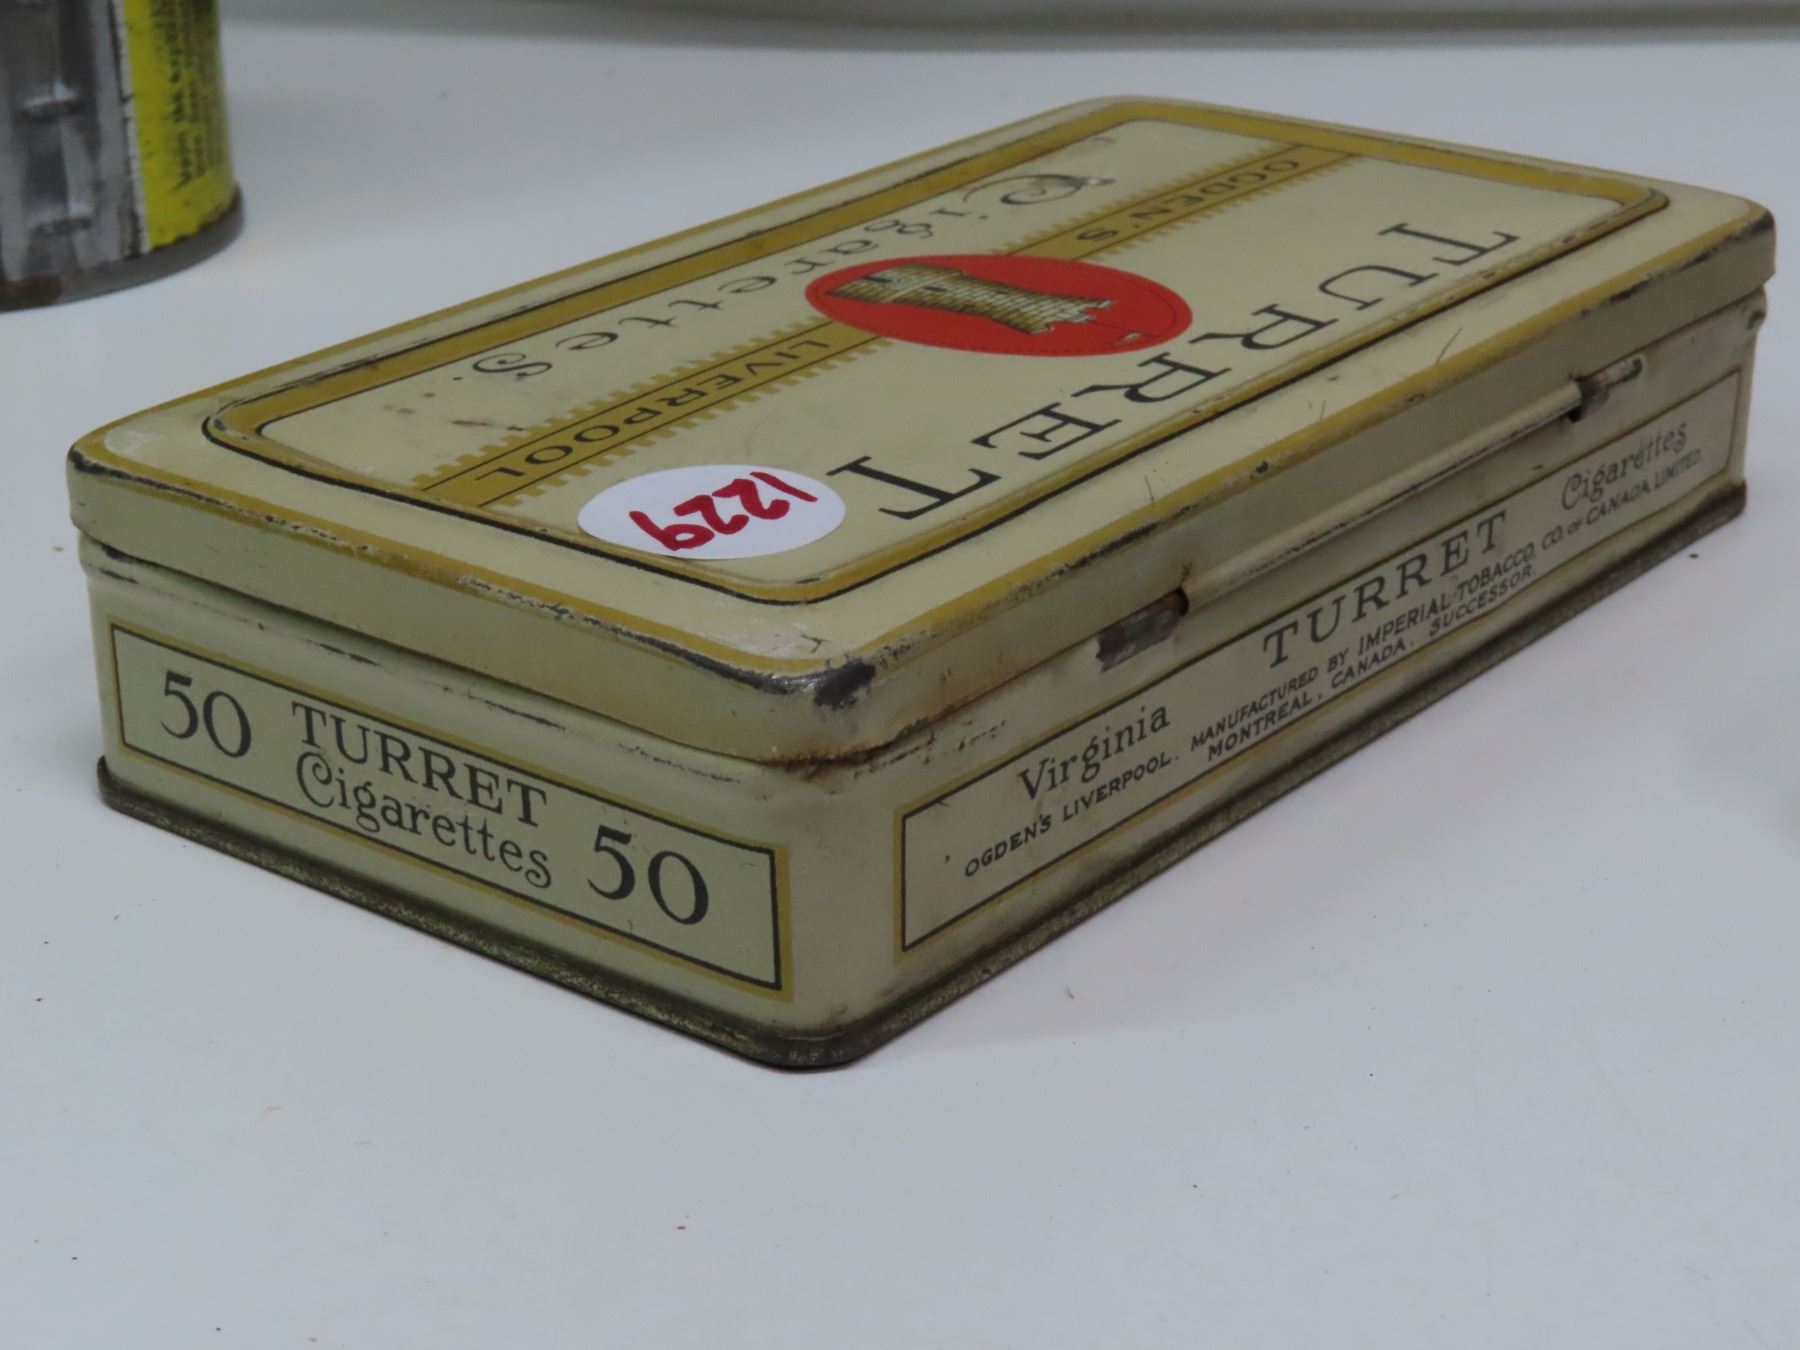 TURRET
OGDEN'S LIVERPOOL
Cigarettes
1229
50 TURRET 50
Cigarettes
Virginia TURRET Cigarettes
OGDEN'S LIVERPOOL. MANUFACTURED BY IMPERIAL TOBACCO CO. OF CANADA LIMITED.
MONTREAL, CANADA. SUCCESSOR.